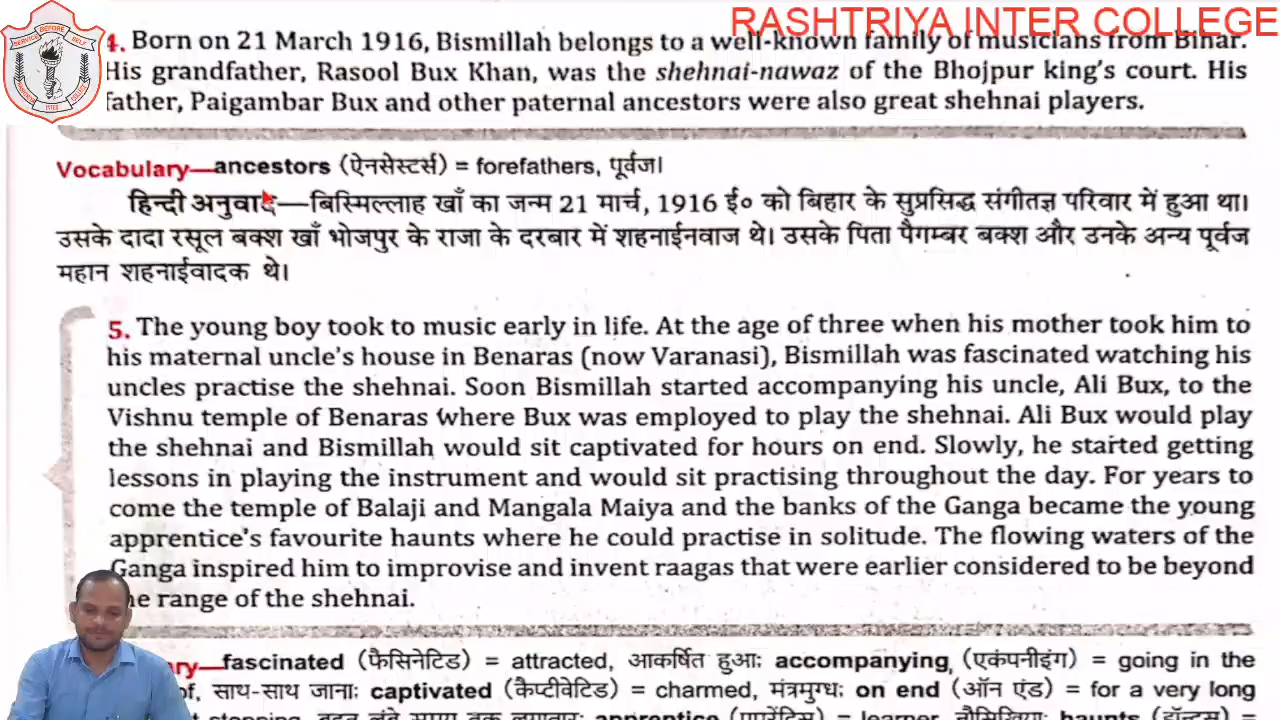 RASHTRIYA INTER COLLEGE
SERVICE BEFORE SELF
4. Born on 21 March 1916, Bismillah belongs to a well-known family of musicians from Bihar.
His grandfather, Rasool Bux Khan, was the shehnai-nawaz of the Bhojpur king's court. His
father, Paigambar Bux and other paternal ancestors were also great shehnai players.
Vocabulary—ancestors (ऐनसेस्टर्स) = forefathers, पूर्वज।
हिन्दी अनुवाद—बिस्मिल्लाह खाँ का जन्म 21 मार्च, 1916 ई० को बिहार के सुप्रसिद्ध संगीतज्ञ परिवार में हुआ था।
उसके दादा रसूल बक्श खाँ भोजपुर के राजा के दरबार में शहनाईनवाज थे। उसके पिता पैगम्बर बक्श और उनके अन्य पूर्वज
महान शहनाईवादक थे।
5. The young boy took to music early in life. At the age of three when his mother took him to
his maternal uncle's house in Benaras (now Varanasi), Bismillah was fascinated watching his
uncles practise the shehnai. Soon Bismillah started accompanying his uncle, Ali Bux, to the
Vishnu temple of Benaras where Bux was employed to play the shehnai. Ali Bux would play
the shehnai and Bismillah would sit captivated for hours on end. Slowly, he started getting
lessons in playing the instrument and would sit practising throughout the day. For years to
come the temple of Balaji and Mangala Maiya and the banks of the Ganga became the young
apprentice's favourite haunts where he could practise in solitude. The flowing waters of the
Ganga inspired him to improvise and invent raagas that were earlier considered to be beyond
he range of the shehnai.
ary—fascinated (फैसिनेटिड) = attracted, आकर्षित हुआ: accompanying, (एकंपनीइंग) = going in the
of, साथ-साथ जाना: captivated (कैप्टीवेटिड) = charmed, मंत्रमुग्ध: on end (ऑन एंड) = for a very long
apprentice (एप्रेंटिस) = learner, नौसिखिया: haunts (हॉन्ट्स) =